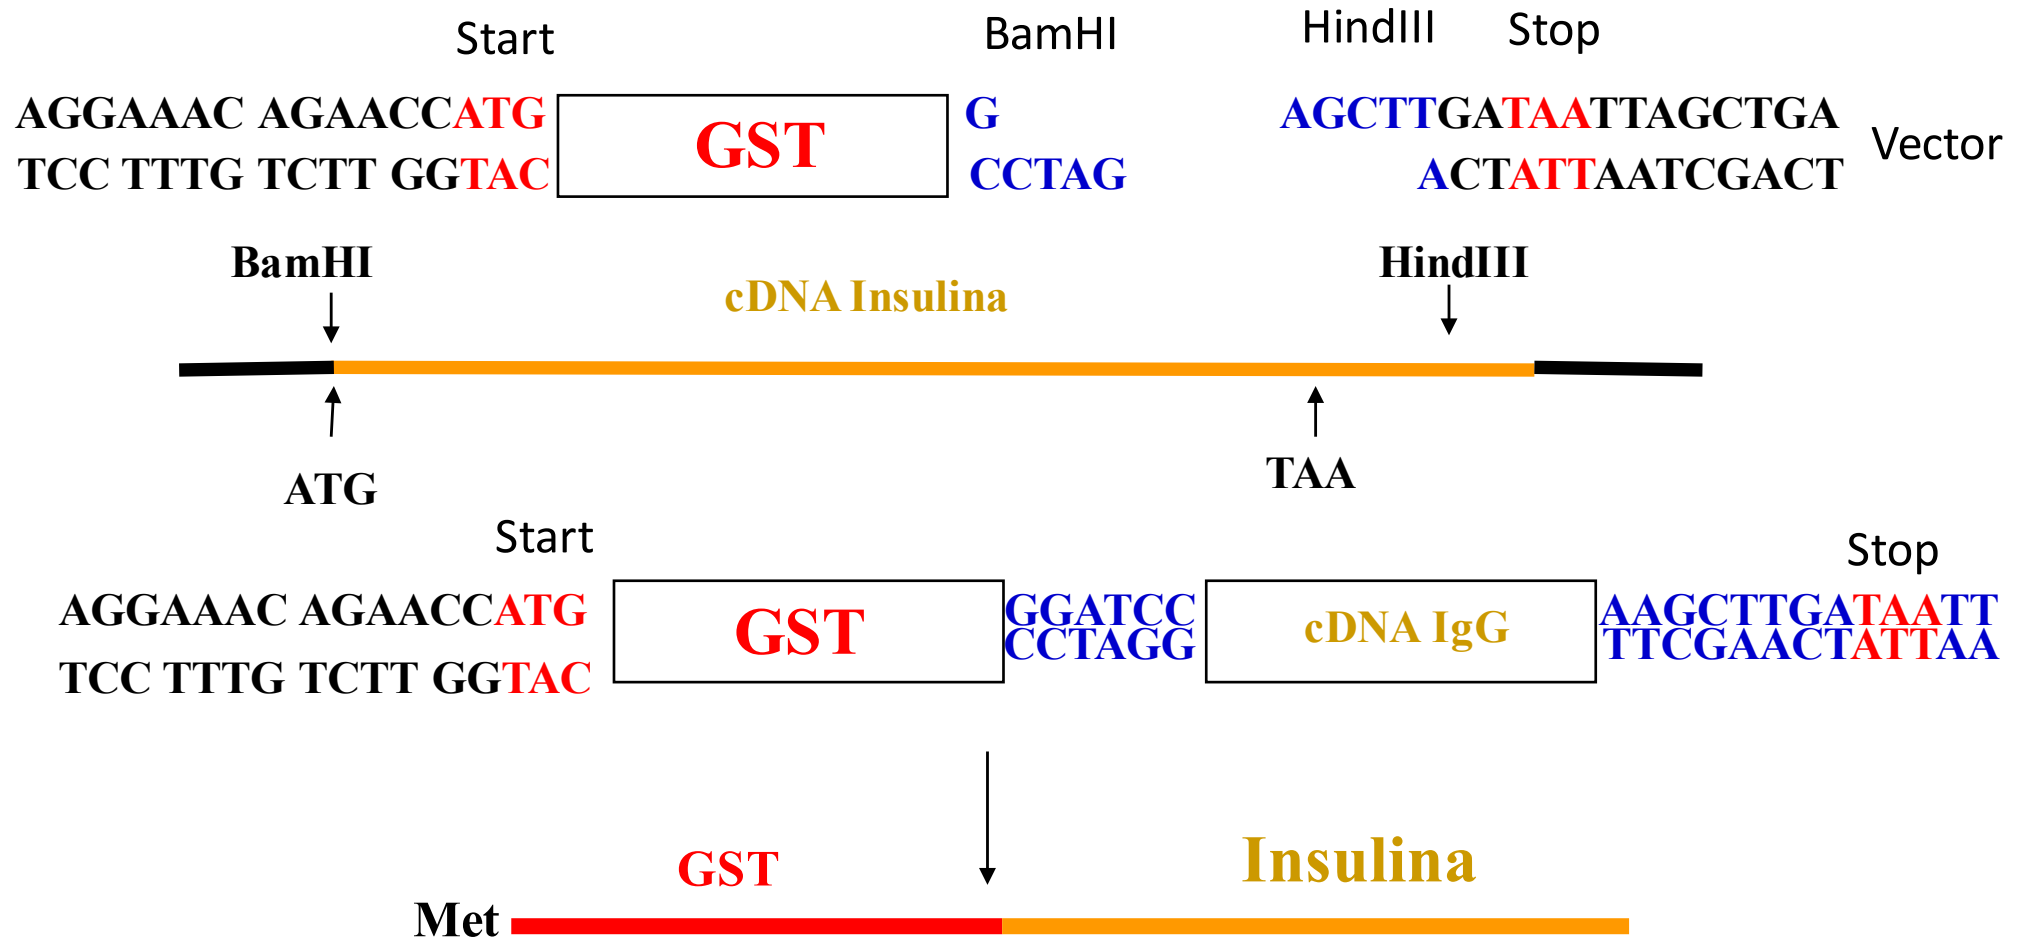 Start BamHI HindIII Stop
AGGAAAC AGAACCATG GST G AGCTTGATAATTAGCTGA
Vector
TCC TTTG TCTT GGTAC CCTAG ACTATTAATCGACT
BamHI HindIII
cDNA Insulina
ATG TAA
Start Stop
AGGAAAC AGAACCATG GST GGATCC cDNA IgG AAGCTTGATAATT
TCC TTTG TCTT GGTAC CCTAGG TTCGAACTATTAA
GST Insulina
Met